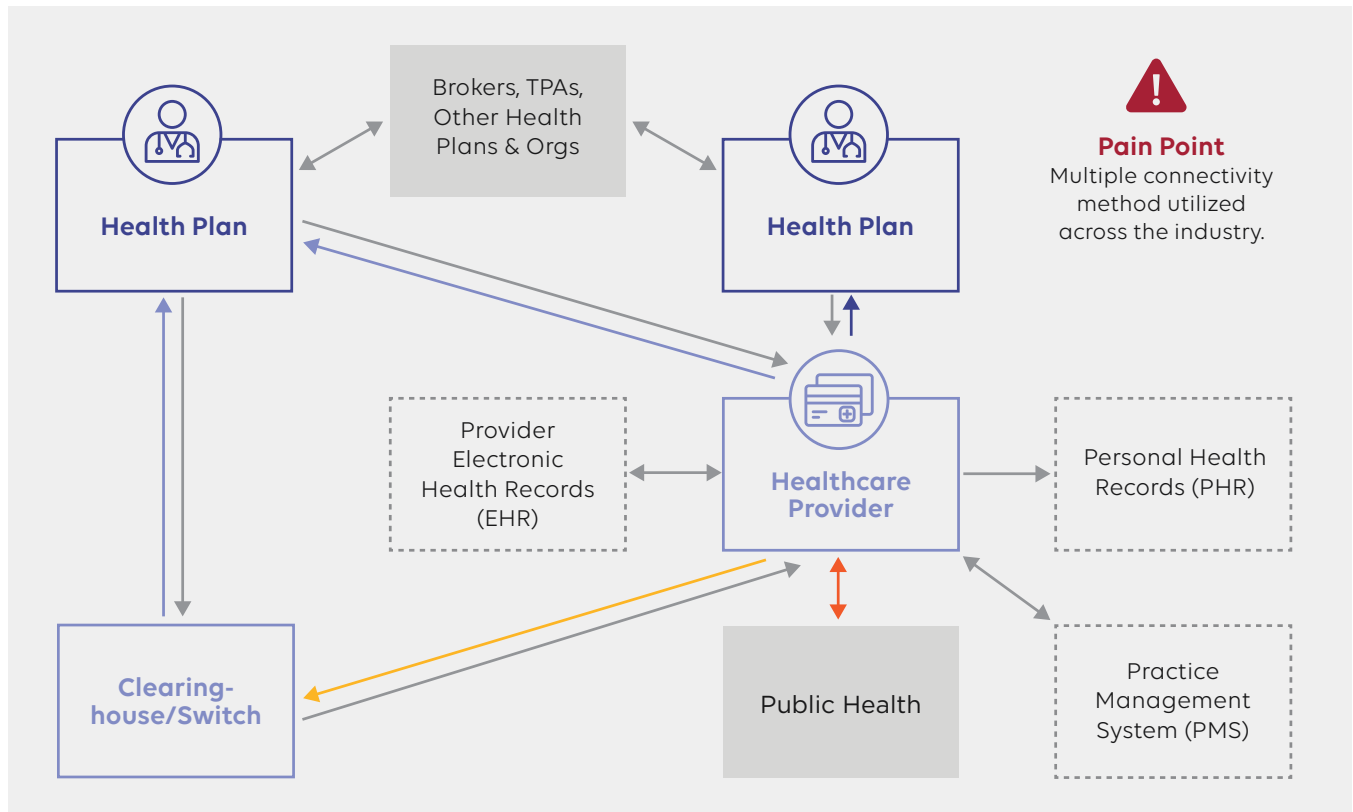 Brokers, TPAs,
Other Health
Plans & Orgs
Health Plan
Health Plan
Pain Point
Multiple connectivity
method utilized
across the industry.
Provider
Electronic
Health Records
(EHR)
Healthcare
Provider
Personal Health
Records (PHR)
Clearing-
house/Switch
Public Health
Practice
Management
System (PMS)